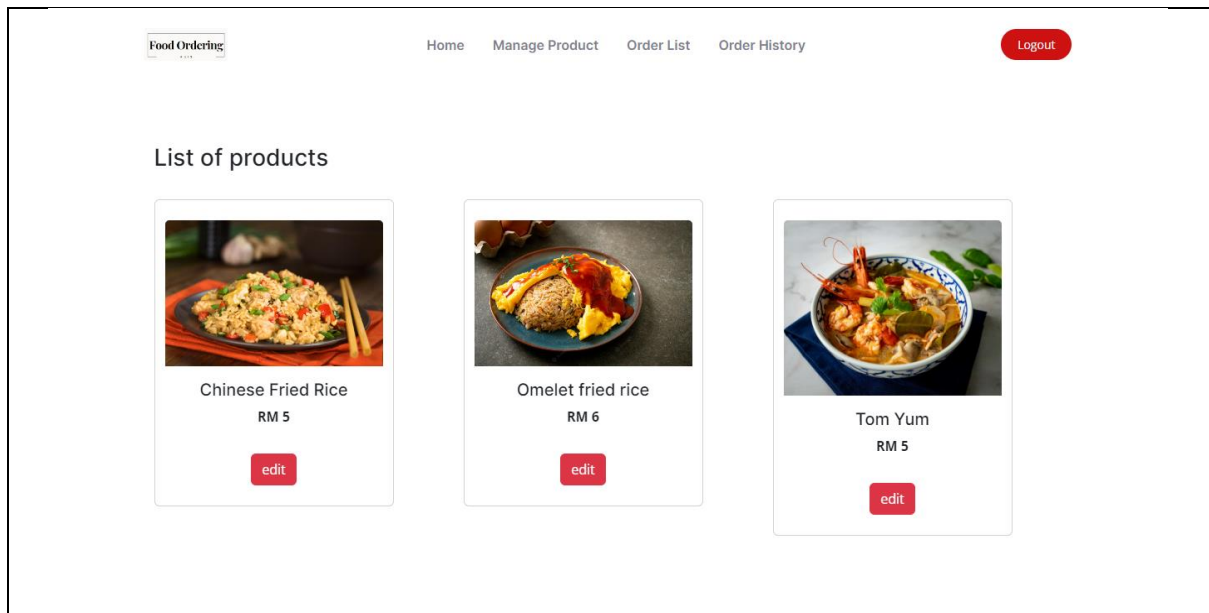 Food Ordering
Home Manage Product Order List Order History
Logout
List of products
Chinese Fried Rice
RM 5
edit
Omelet fried rice
RM 6
edit
Tom Yum
RM 5
edit